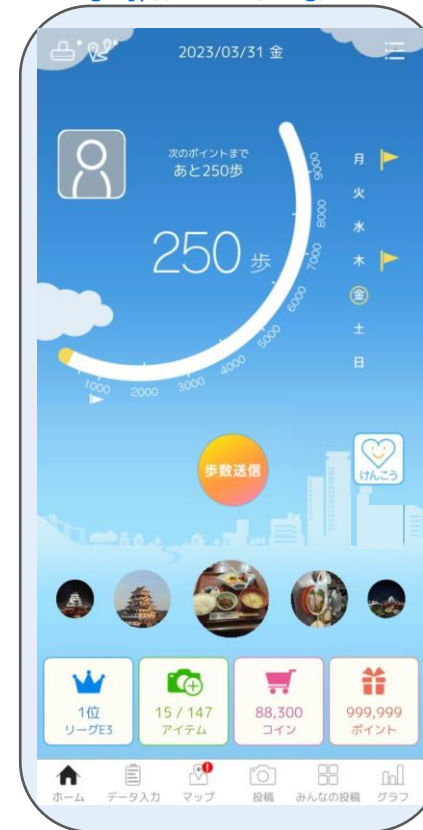 2023/03/31 金
次のポイントまで
あと250歩
250 歩
1000
2000
3000
4000
5000
6000
7000
8000
9000
月
火
水
木
金
土
日
歩数送信
けんこう
1位
リーグE3
15 / 147
アイテム
88,300
コイン
999,999
ポイント
ホーム
データ入力
マップ
投稿
みんなの投稿
グラフ